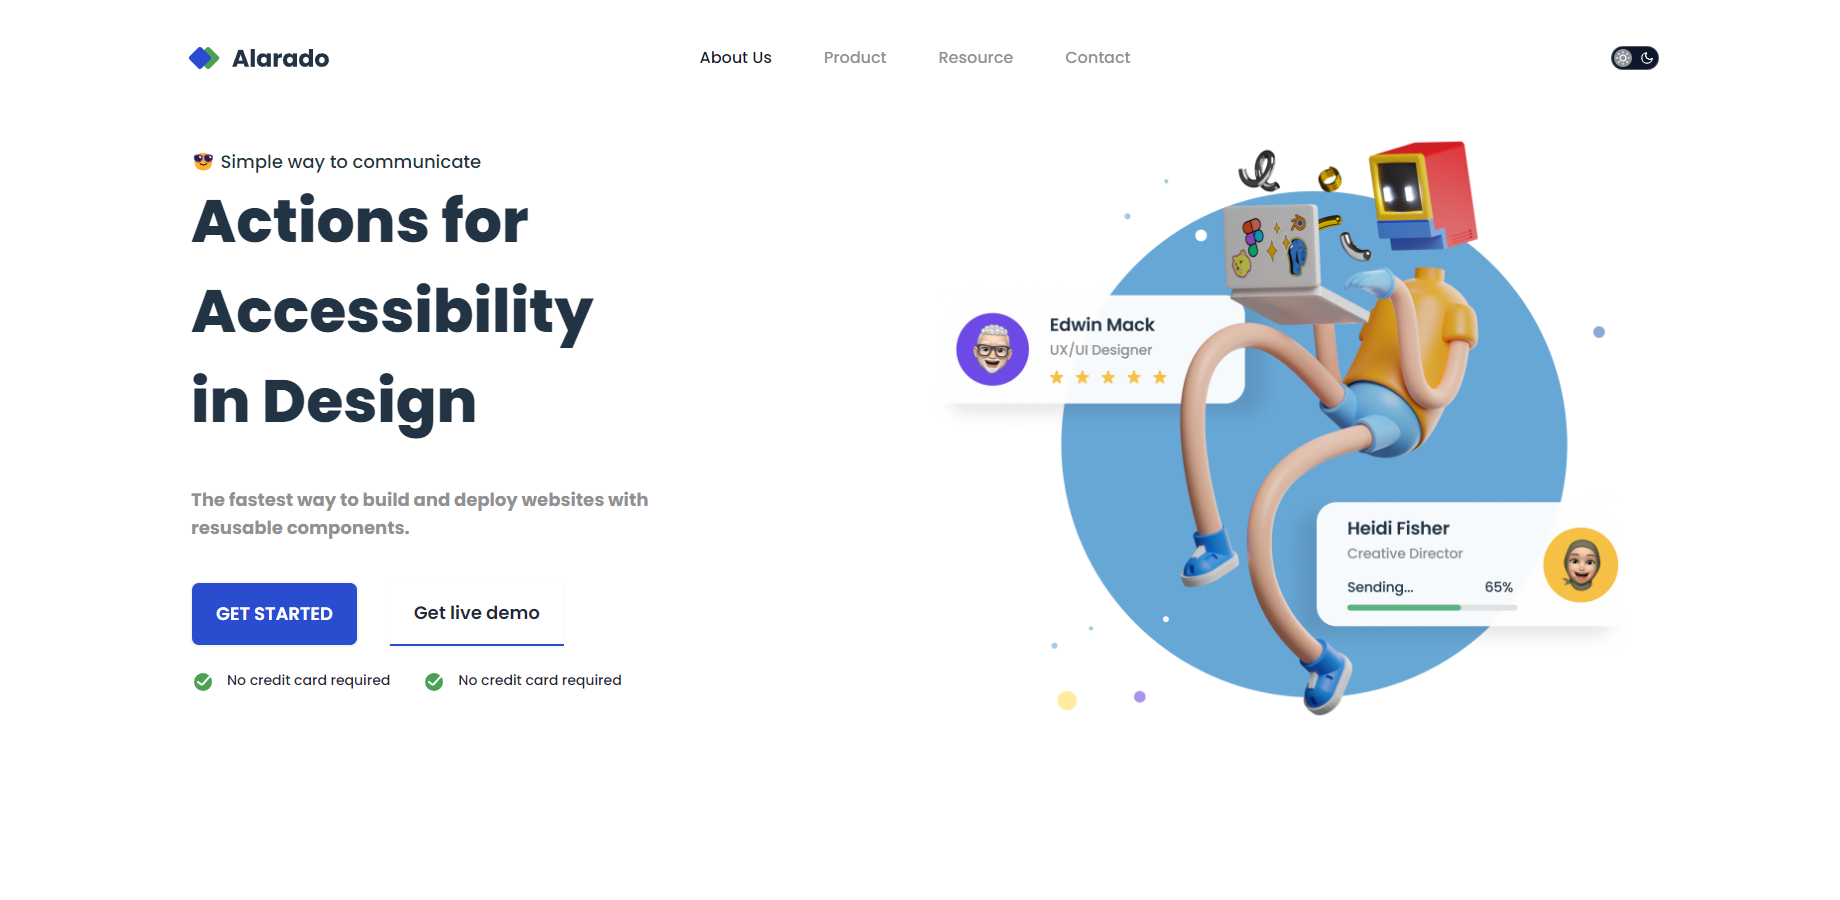 Alarado
About Us
Product
Resource
Contact
😎 Simple way to communicate
Actions for
Accessibility
in Design
The fastest way to build and deploy websites with
resusable components.
GET STARTED
Get live demo
No credit card required
No credit card required
Edwin Mack
UX/UI Designer
Heidi Fisher
Creative Director
Sending... 65%